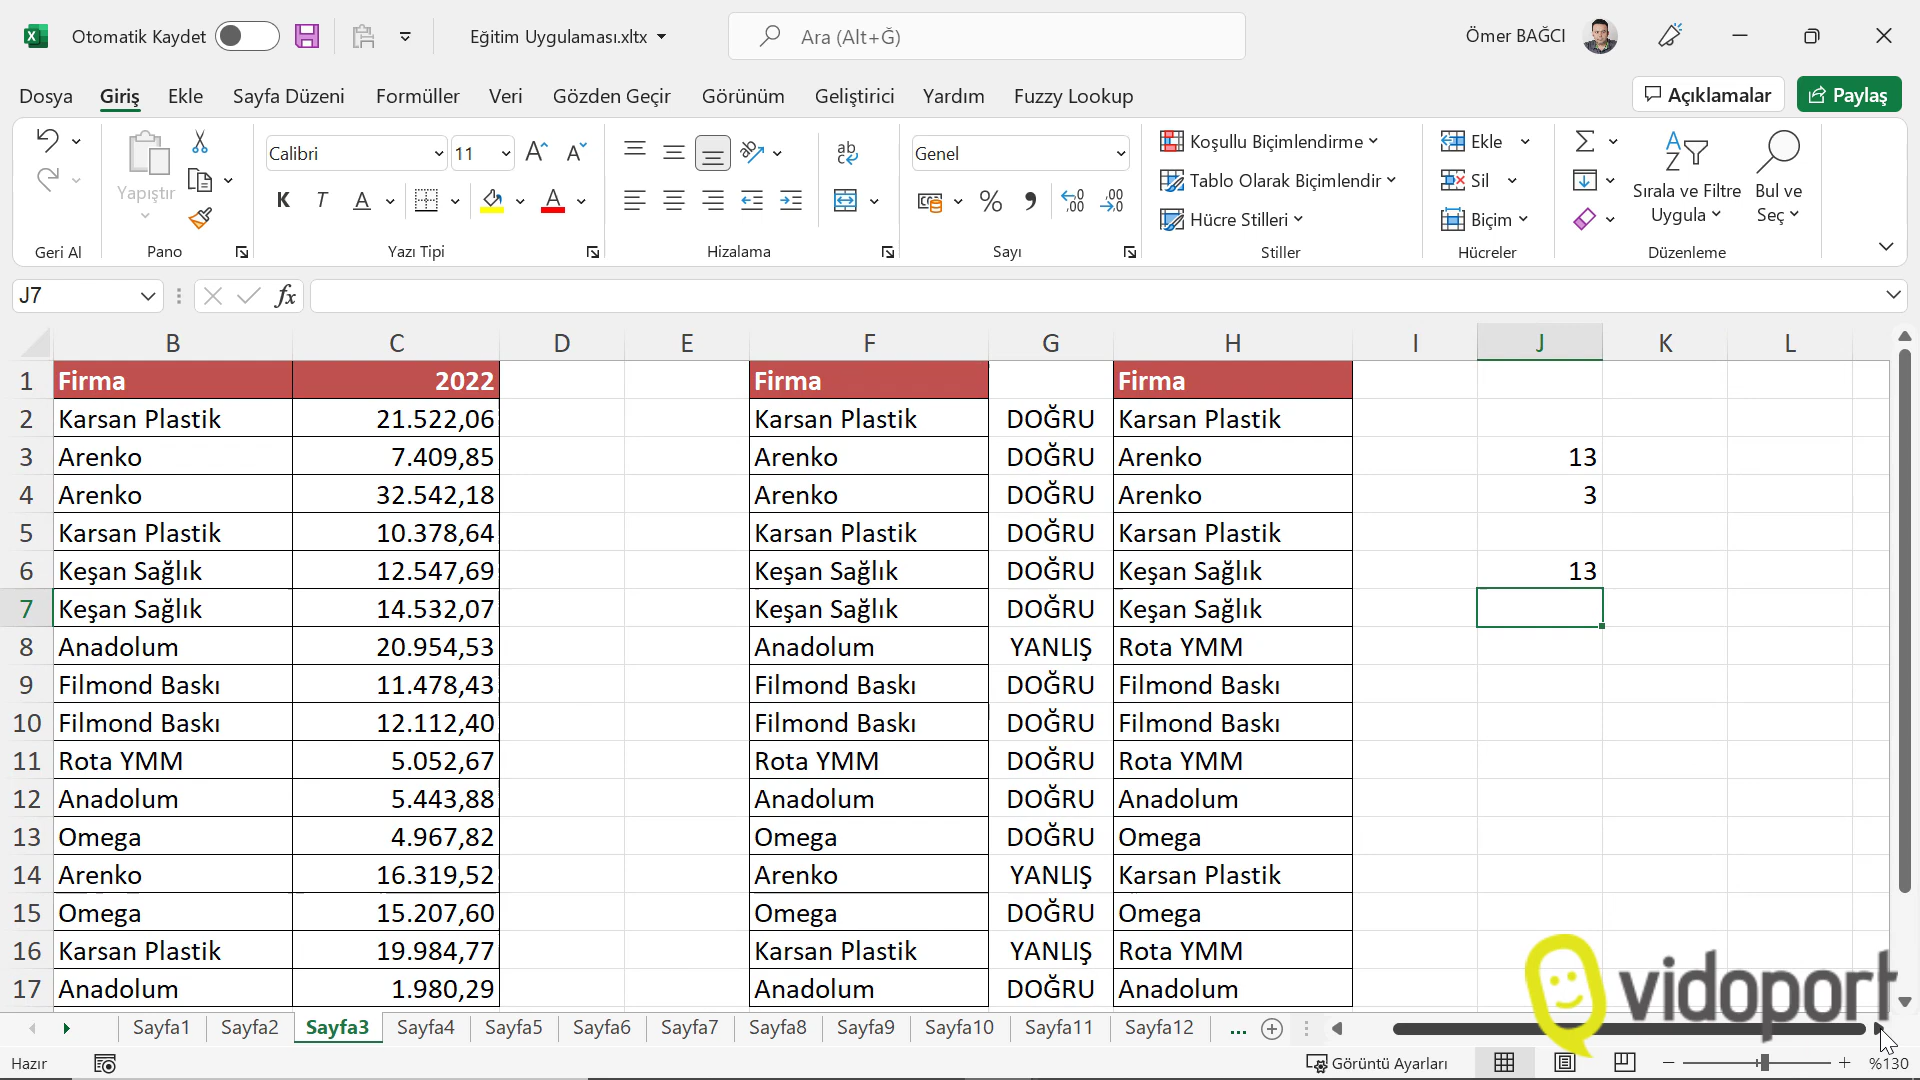 Otomatik Kaydet
Eğitim Uygulaması.xltx
Ara (Alt+Ğ)
Ömer BAĞCI
Dosya Giriş Ekle Sayfa Düzeni Formüller Veri Gözden Geçir Görünüm Geliştirici Yardım Fuzzy Lookup
Açıklamalar Paylaş
Yapıştır
Calibri 11
K T A
Genel
Koşullu Biçimlendirme
Tablo Olarak Biçimlendir
Hücre Stilleri
Ekle
Sil
Biçim
Sırala ve Filtre
Uygula
Bul ve
Seç
Geri Al Pano Yazı Tipi Hizalama Sayı Stiller Hücreler Düzenleme
J7 fx
B C D E F G H I J K L
1 Firma 2022 Firma Firma
2 Karsan Plastik 21.522,06 Karsan Plastik DOĞRU Karsan Plastik
3 Arenko 7.409,85 Arenko DOĞRU Arenko 13
4 Arenko 32.542,18 Arenko DOĞRU Arenko 3
5 Karsan Plastik 10.378,64 Karsan Plastik DOĞRU Karsan Plastik
6 Keşan Sağlık 12.547,69 Keşan Sağlık DOĞRU Keşan Sağlık 13
7 Keşan Sağlık 14.532,07 Keşan Sağlık DOĞRU Keşan Sağlık
8 Anadolum 20.954,53 Anadolum YANLIŞ Rota YMM
9 Filmond Baskı 11.478,43 Filmond Baskı DOĞRU Filmond Baskı
10 Filmond Baskı 12.112,40 Filmond Baskı DOĞRU Filmond Baskı
11 Rota YMM 5.052,67 Rota YMM DOĞRU Rota YMM
12 Anadolum 5.443,88 Anadolum DOĞRU Anadolum
13 Omega 4.967,82 Omega DOĞRU Omega
14 Arenko 16.319,52 Arenko YANLIŞ Karsan Plastik
15 Omega 15.207,60 Omega DOĞRU Omega
16 Karsan Plastik 19.984,77 Karsan Plastik YANLIŞ Rota YMM
17 Anadolum 1.980,29 Anadolum DOĞRU Anadolum
vidoport
Sayfa1 Sayfa2 Sayfa3 Sayfa4 Sayfa5 Sayfa6 Sayfa7 Sayfa8 Sayfa9 Sayfa10 Sayfa11 Sayfa12 ...
Hazır
Görüntü Ayarları
%130